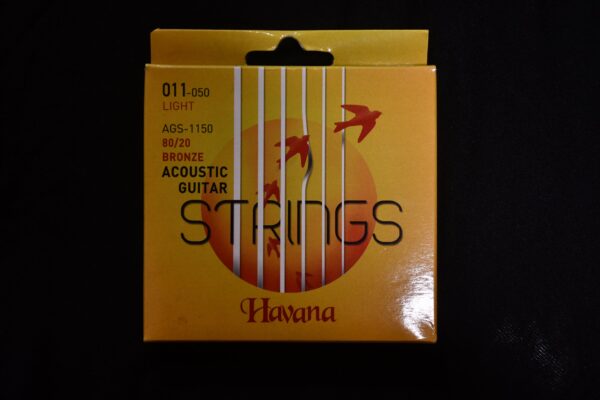 011-050
LIGHT
AGS-1150
80/20
BRONZE
ACOUSTIC
GUITAR
STRINGS
Havana